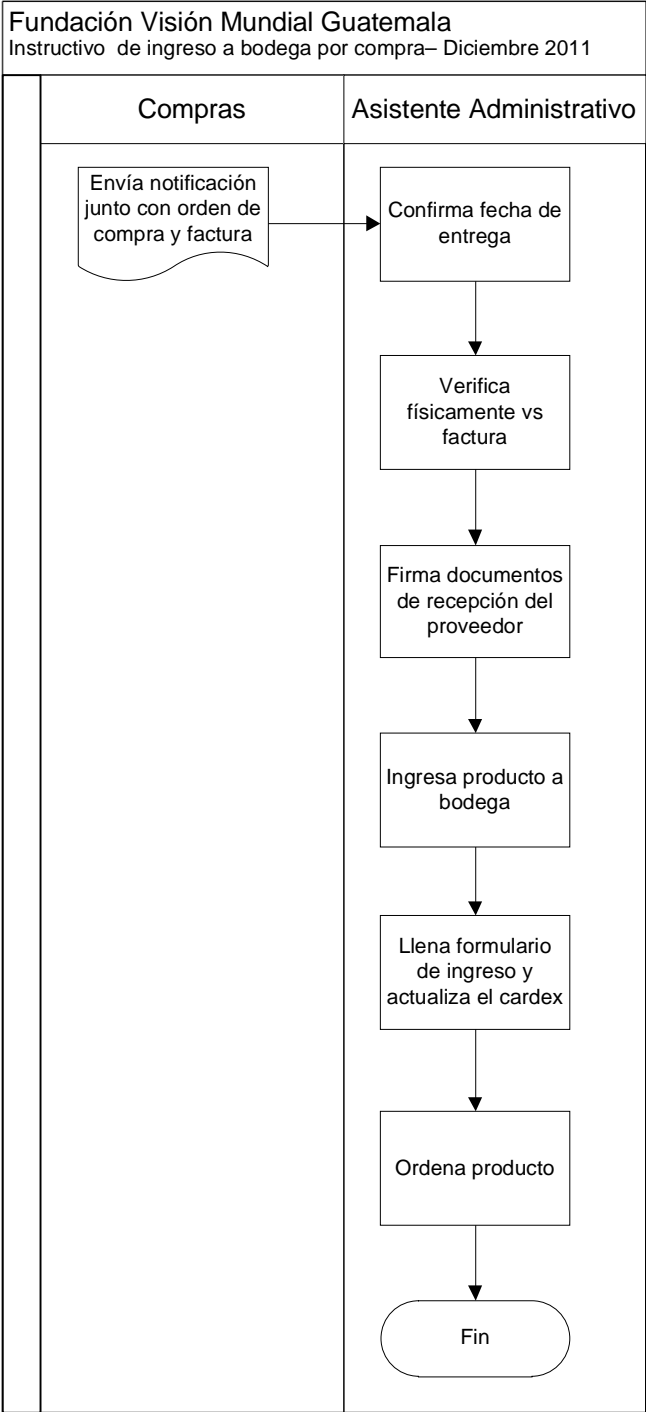 Fundación Visión Mundial Guatemala
Instructivo  de ingreso a bodega por compra– Diciembre 2011
Compras
Asistente Administrativo
Envía notificación
junto con orden de
compra y factura
Confirma fecha de
entrega
Verifica
físicamente vs
factura
Firma documentos
de recepción del
proveedor
Ingresa producto a
bodega
Llena formulario
de ingreso y
actualiza el cardex
Ordena producto
Fin